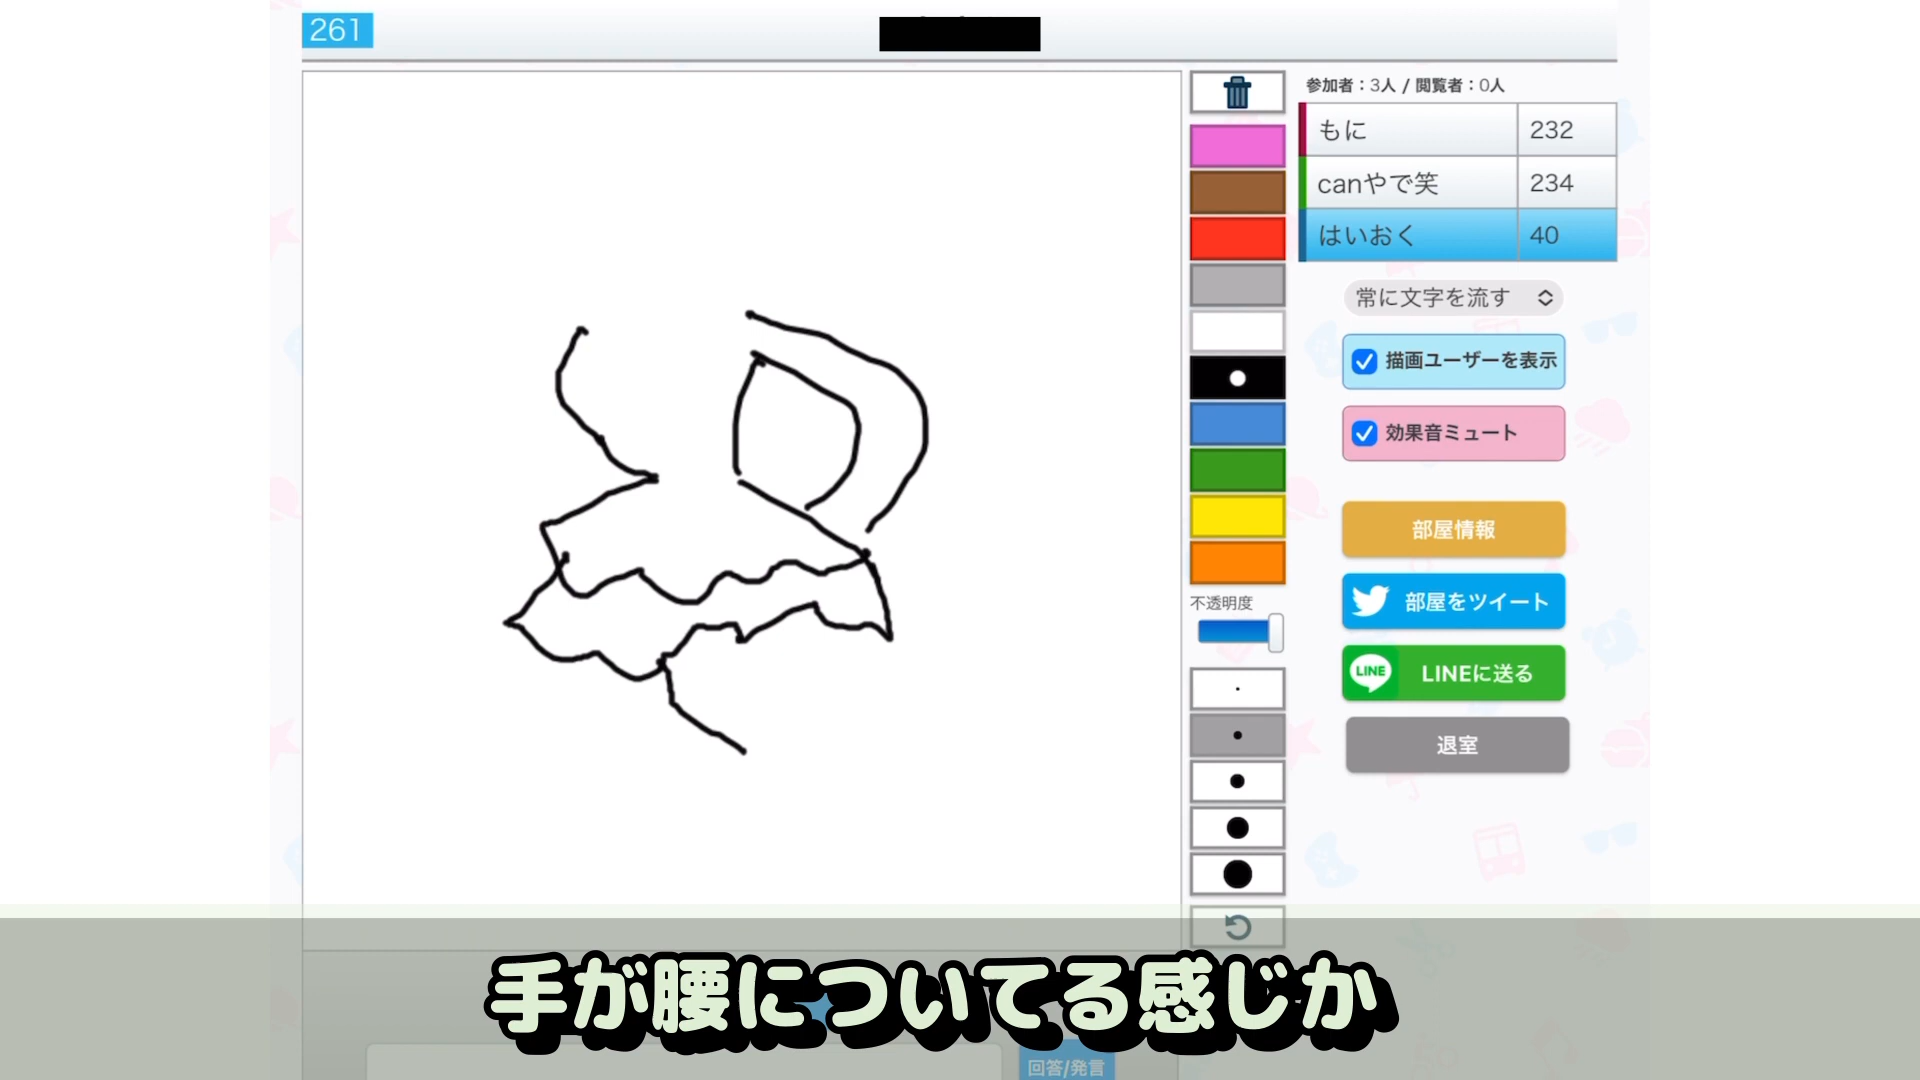 261
参加者：3人 / 閲覧者：0人
もに 232
canやで笑 234
はいおく 40
常に文字を流す
描画ユーザーを表示
効果音ミュート
部屋情報
部屋をツイート
LINE LINEに送る
退室
不透明度
手が腰についてる感じか
回答/発言